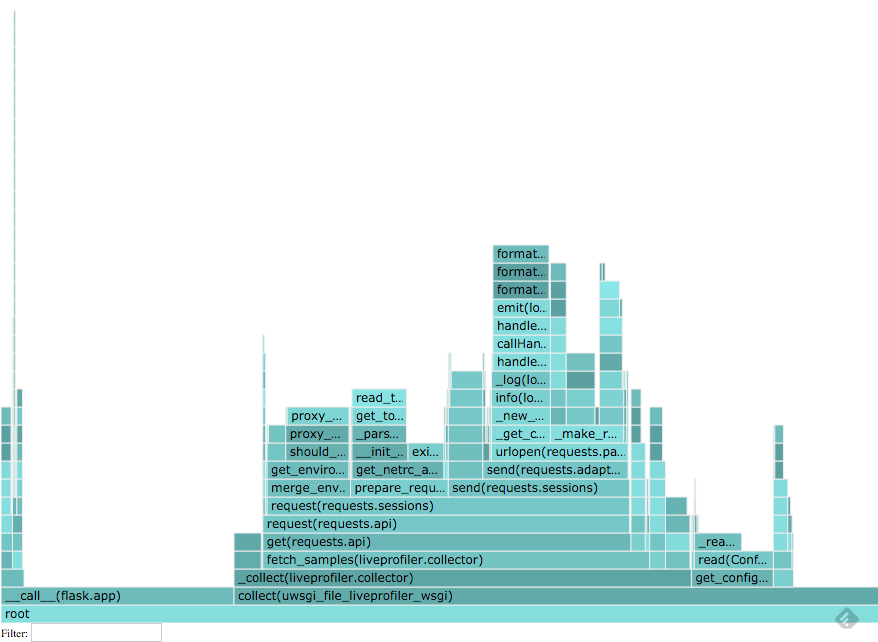 format...
format...
format...
emit(lo...
handle...
callHan..
handle...
_log(lo...
read_t... info(lo...
proxy_... get_to... _new_...
proxy_... _pars... _get_c... _make_r...
should_... __init_.. exi... urlopen(requests.pa...
get_enviro... get_netrc_a... send(requests.adapt...
merge_env.. prepare_requ... send(requests.sessions)
request(requests.sessions)
request(requests.api)
get(requests.api) _rea...
fetch_samples(liveprofiler.collector) read(Conf...
_collect(liveprofiler.collector) get_config...
__call__(flask.app) collect(uwsgi_file_liveprofiler_wsgi)
root
Filter: